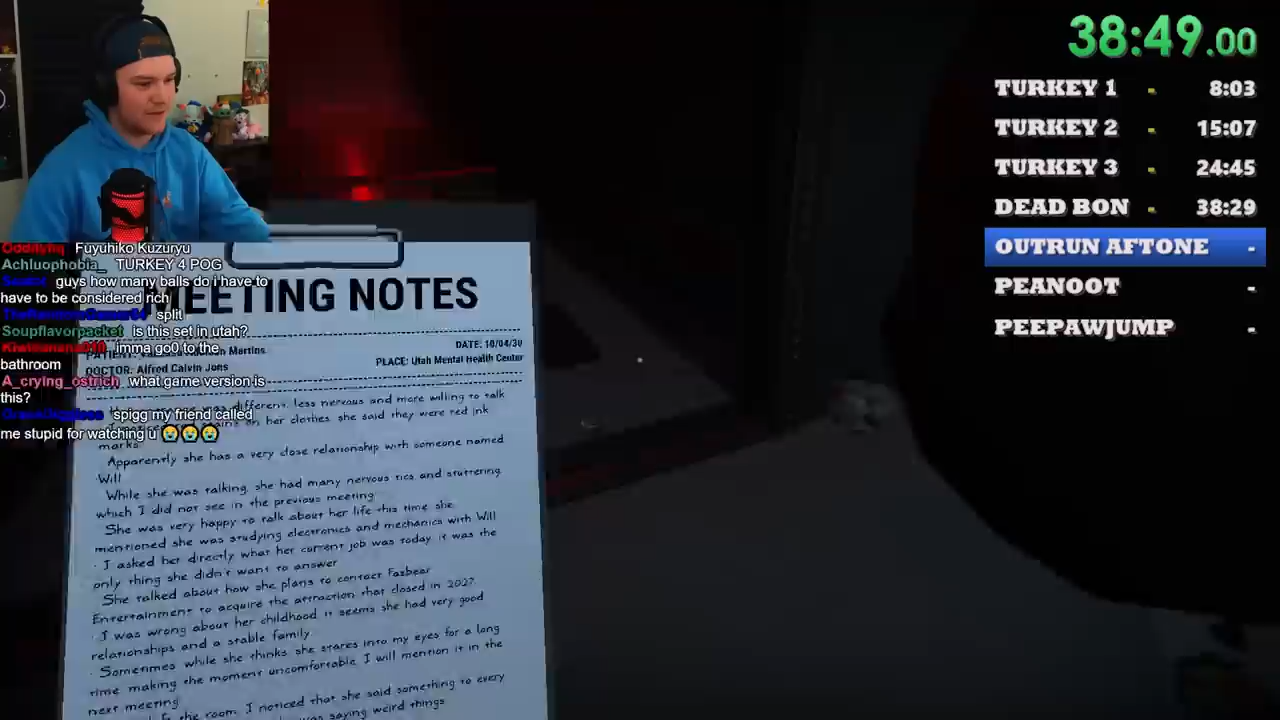 38:49.00
TURKEY 1 - 8:03
TURKEY 2 - 15:07
TURKEY 3 - 24:45
DEAD BON - 38:29
OUTRUN AFTONE -
PEANOOT -
PEEPAWJUMP -
Fuyuhiko Kuzuryu
Achluophobia_ TURKEY 4 POG
guys how many balls do i have to
have to be considered rich
split
Soupflavorpacket is this set in utah?
imma go0 to the
bathroom
A_crying_ostrich what game version is
this?
spigg my friend called
me stupid for watching u 😭😭😭
MEETING NOTES
DATE: 10/04/30
PATIENT: Martins
PLACE: Utah Mental Health Center
DOCTOR: Alfred Calvin Jons
different, less nervous and more willing to talk
on her clothes, she said they were red ink
marks
Apparently she has a very close relationship with someone named
Will
While she was talking, she had many nervous tics and stuttering
which I did not see in the previous meeting
She was very happy to talk about her life this time she
mentioned she was studying electronics and mechanics with Will
· I asked her directly what her current job was today it was the
only thing she didn't want to answer
She talked about how she plans to contact Fazbear
Entertainment to acquire the attraction that closed in 2027
· I was wrong about her childhood it seems she had very good
relationships and a stable family
· Sometimes while she thinks she stares into my eyes for a long
time making the moment uncomfortable I will mention it in the
next meeting
left the room, I noticed that she said something to every
was saying weird things